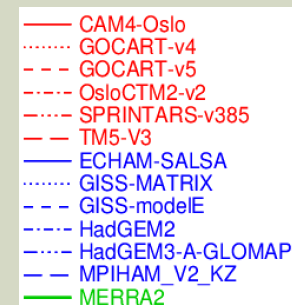 CAM4-Oslo
GOCART-v4
GOCART-v5
OsloCTM2-v2
SPRINTARS-v385
TM5-V3
ECHAM-SALSA
GISS-MATRIX
GISS-modelE
HadGEM2
HadGEM3-A-GLOMAP
MPIHAM_V2_KZ
MERRA2